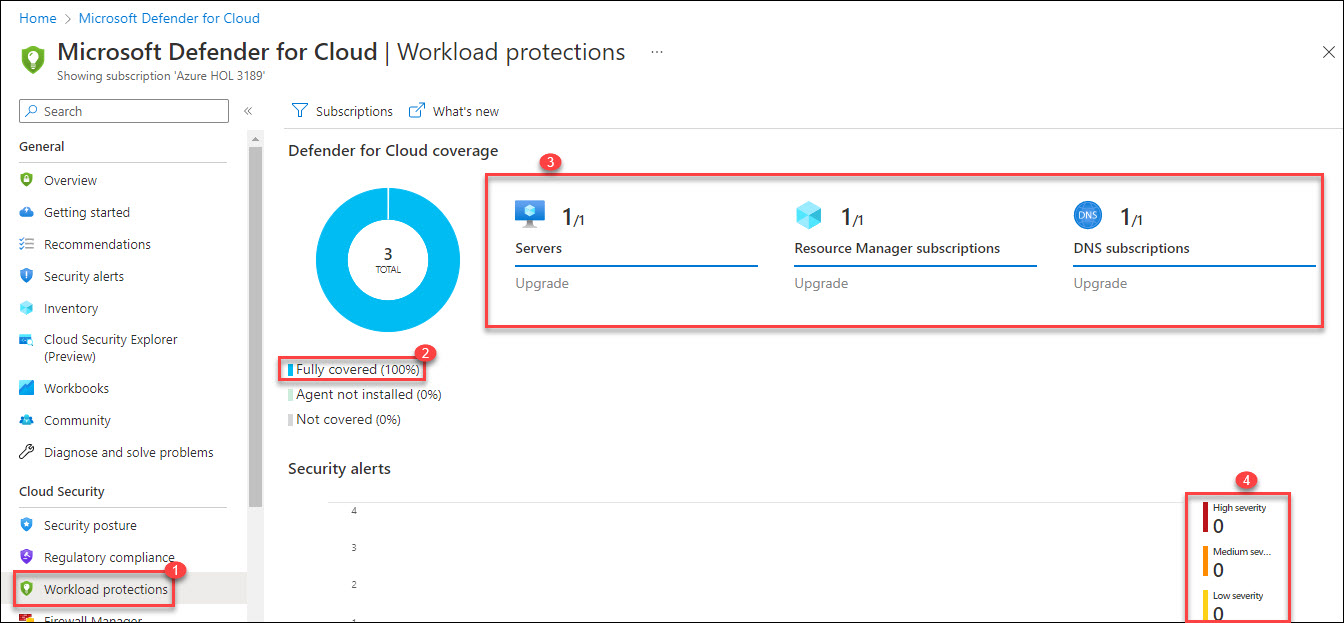 Home > Microsoft Defender for Cloud
Microsoft Defender for Cloud | Workload protections ...
Showing subscription 'Azure HOL 3189'
Search
«
General
Overview
Getting started
Recommendations
Security alerts
Inventory
Cloud Security Explorer
(Preview)
Workbooks
Community
Diagnose and solve problems
Cloud Security
Security posture
Regulatory compliance
1
Workload protections
Firewall Manager
Subscriptions What's new
Defender for Cloud coverage
3
3
TOTAL
1/1
Servers
Upgrade
1/1
Resource Manager subscriptions
Upgrade
DNS
1/1
DNS subscriptions
Upgrade
2
Fully covered (100%)
Agent not installed (0%)
Not covered (0%)
Security alerts
4
3
2
1
4
High severity
0
Medium sev...
0
Low severity
0